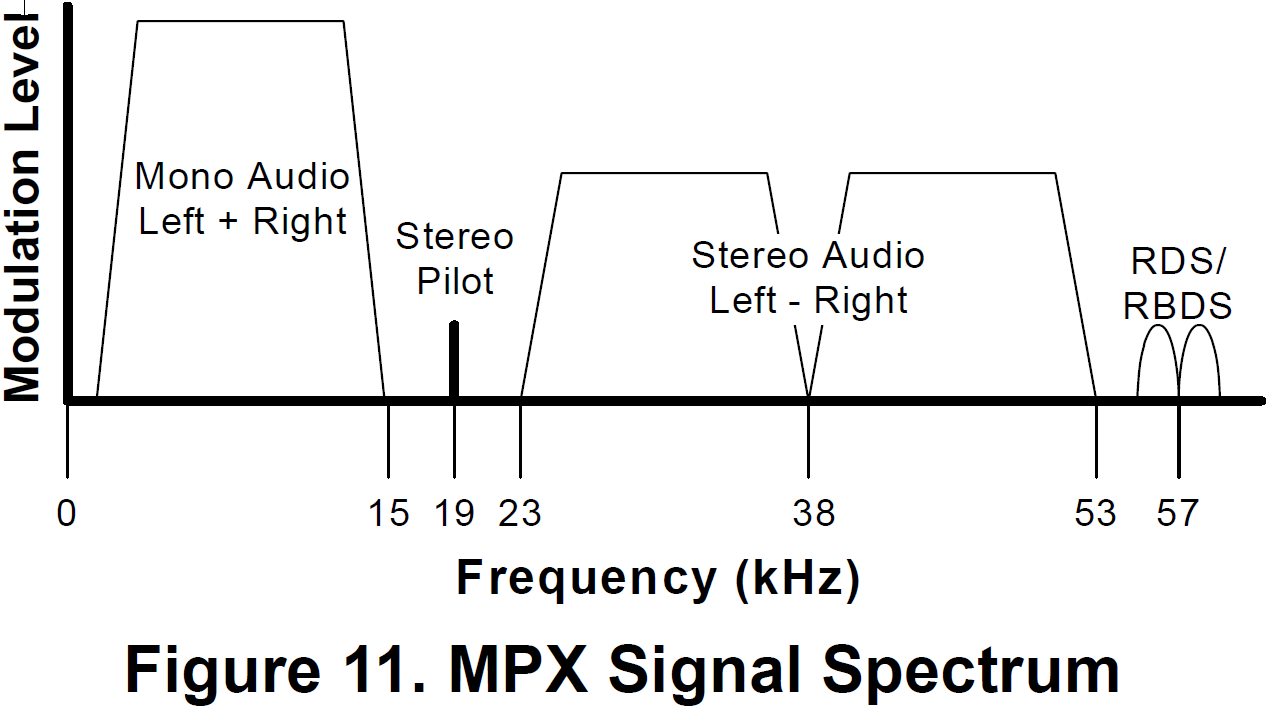 Modulation Level
Mono Audio
Left + Right
Stereo
Pilot
Stereo Audio
Left - Right
RDS/
RBDS
0 15 19 23 38 53 57
Frequency (kHz)
Figure 11. MPX Signal Spectrum